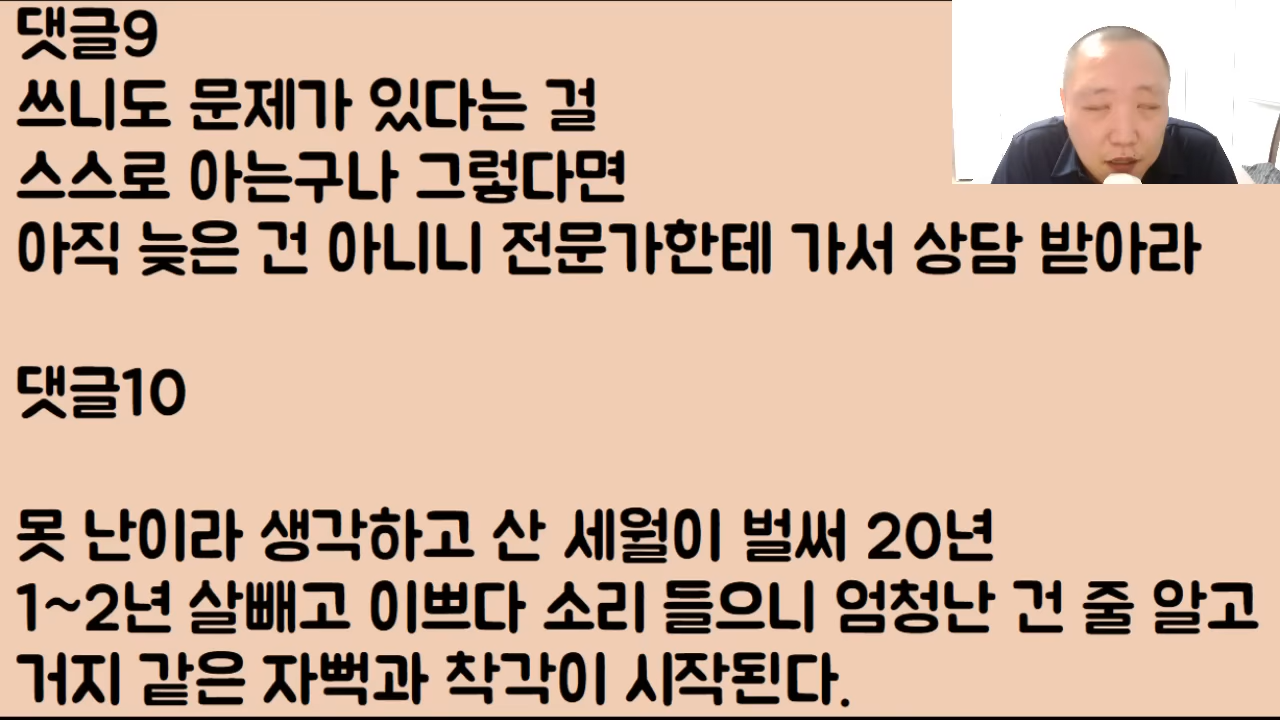 댓글9
쓰니도 문제가 있다는 걸
스스로 아는구나 그렇다면
아직 늦은 건 아니니 전문가한테 가서 상담 받아라
댓글10
못 난이라 생각하고 산 세월이 벌써 20년
1~2년 살빼고 이쁘다 소리 들으니 엄청난 건 줄 알고
거지 같은 자뻑과 착각이 시작된다.